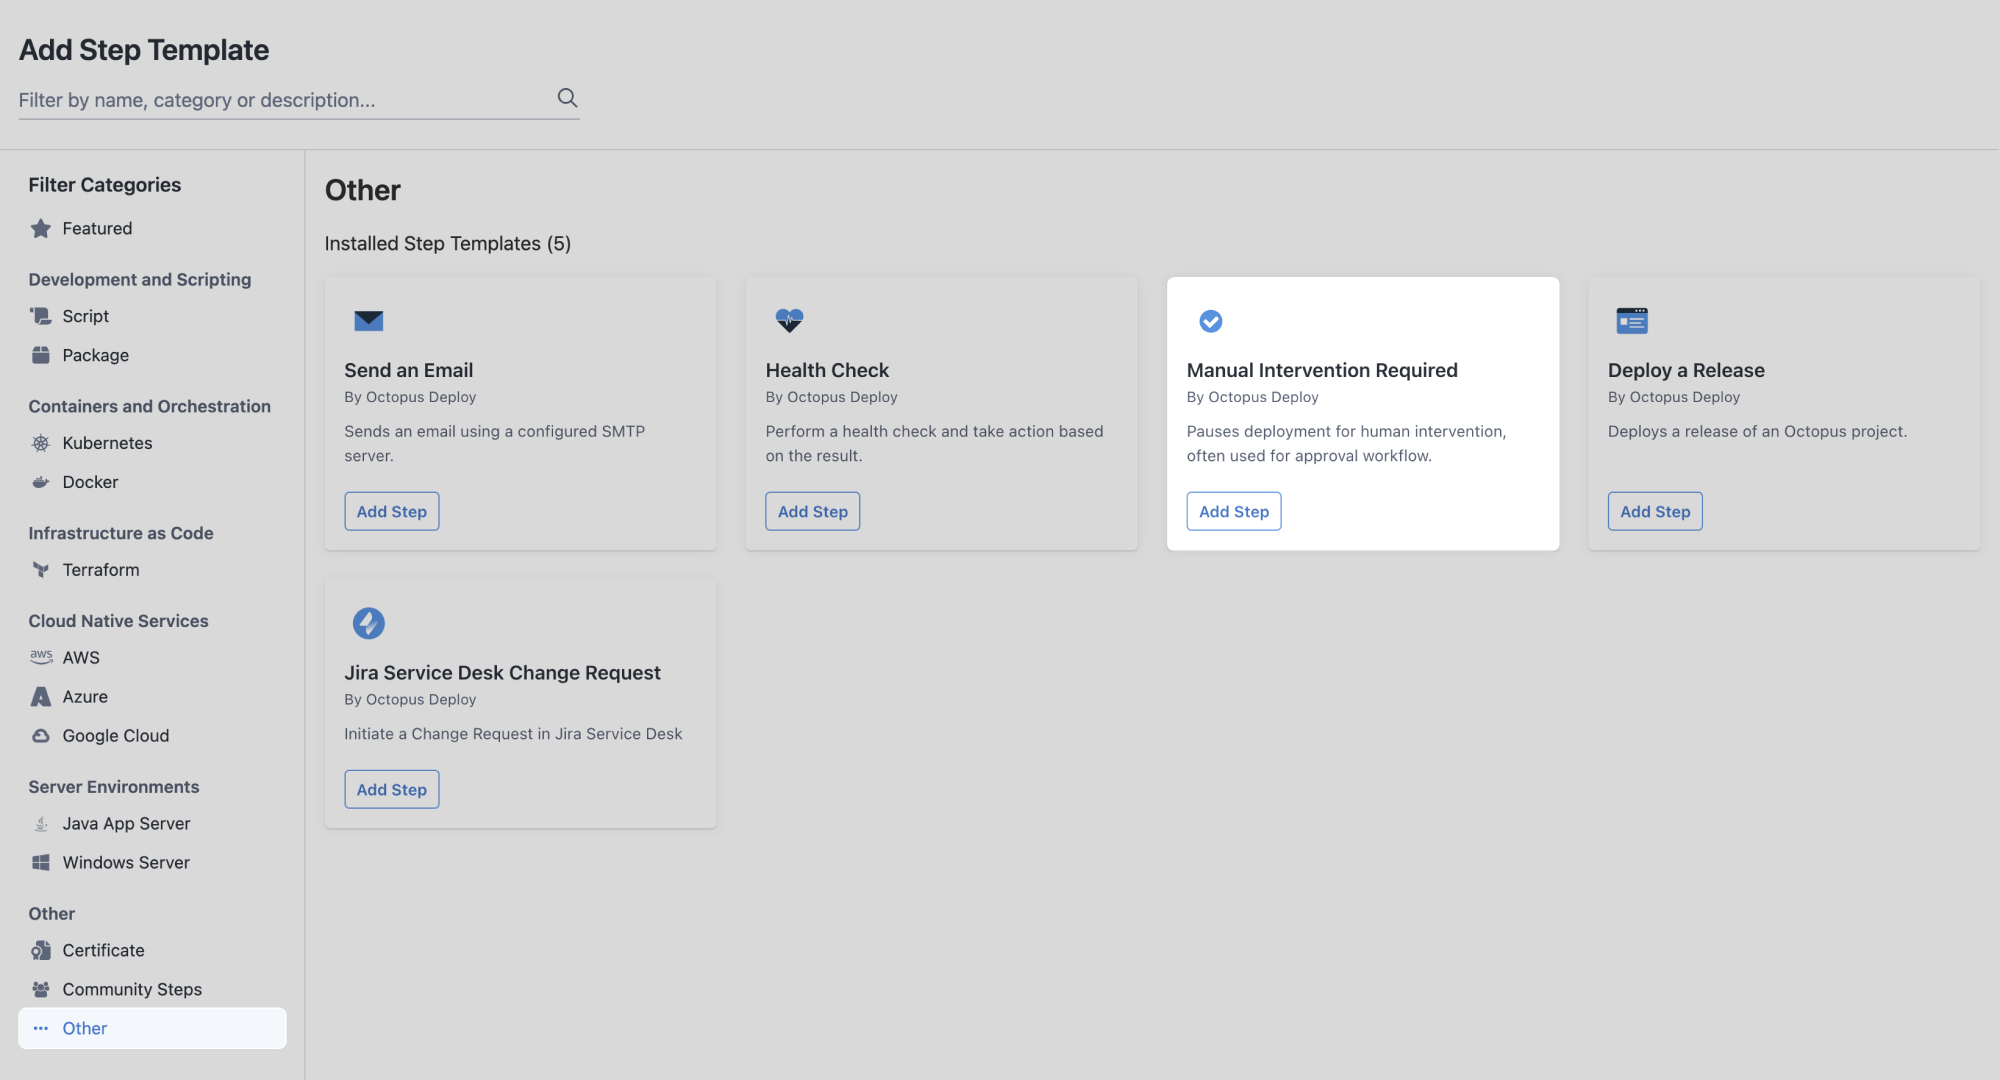 Add Step Template
Filter by name, category or description...
Filter Categories
Featured
Development and Scripting
Script
Package
Containers and Orchestration
Kubernetes
Docker
Infrastructure as Code
Terraform
Cloud Native Services
aws AWS
Azure
Google Cloud
Server Environments
Java App Server
Windows Server
Other
Certificate
Community Steps
Other
Other
Installed Step Templates (5)
Send an Email
By Octopus Deploy
Sends an email using a configured SMTP
server.
Add Step
Health Check
By Octopus Deploy
Perform a health check and take action based
on the result.
Add Step
Manual Intervention Required
By Octopus Deploy
Pauses deployment for human intervention,
often used for approval workflow.
Add Step
Deploy a Release
By Octopus Deploy
Deploys a release of an Octopus project.
Add Step
Jira Service Desk Change Request
By Octopus Deploy
Initiate a Change Request in Jira Service Desk
Add Step